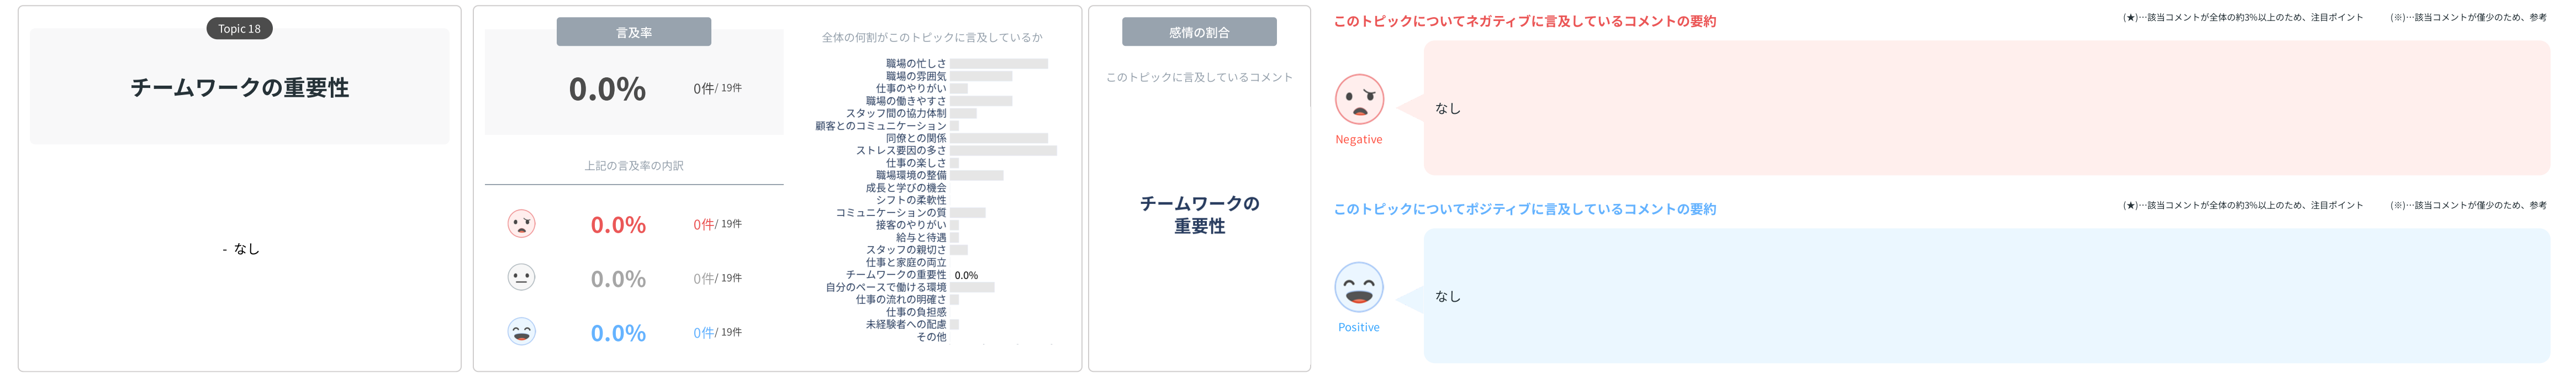 Topic 18
チームワークの重要性
- なし
言及率
0.0%
0件/ 19件
上記の言及率の内訳
0.0%
0件/ 19件
0.0%
0件/ 19件
0.0%
0件/ 19件
全体の何割がこのトピックに言及しているか
職場の忙しさ
職場の雰囲気
仕事のやりがい
職場の働きやすさ
スタッフ間の協力体制
顧客とのコミュニケーション
同僚との関係
ストレス要因の多さ
仕事の楽しさ
職場環境の整備
成長と学びの機会
シフトの柔軟性
コミュニケーションの質
接客のやりがい
給与と待遇
スタッフの親切さ
仕事と家庭の両立
チームワークの重要性 0.0%
自分のペースで働ける環境
仕事の流れの明確さ
仕事の負担感
未経験者への配慮
その他
感情の割合
このトピックに言及しているコメント
チームワークの
重要性
このトピックについてネガティブに言及しているコメントの要約
(★)…該当コメントが全体の約3%以上のため、注目ポイント
(※)…該当コメントが僅少のため、参考
Negative
なし
このトピックについてポジティブに言及しているコメントの要約
(★)…該当コメントが全体の約3%以上のため、注目ポイント
(※)…該当コメントが僅少のため、参考
Positive
なし